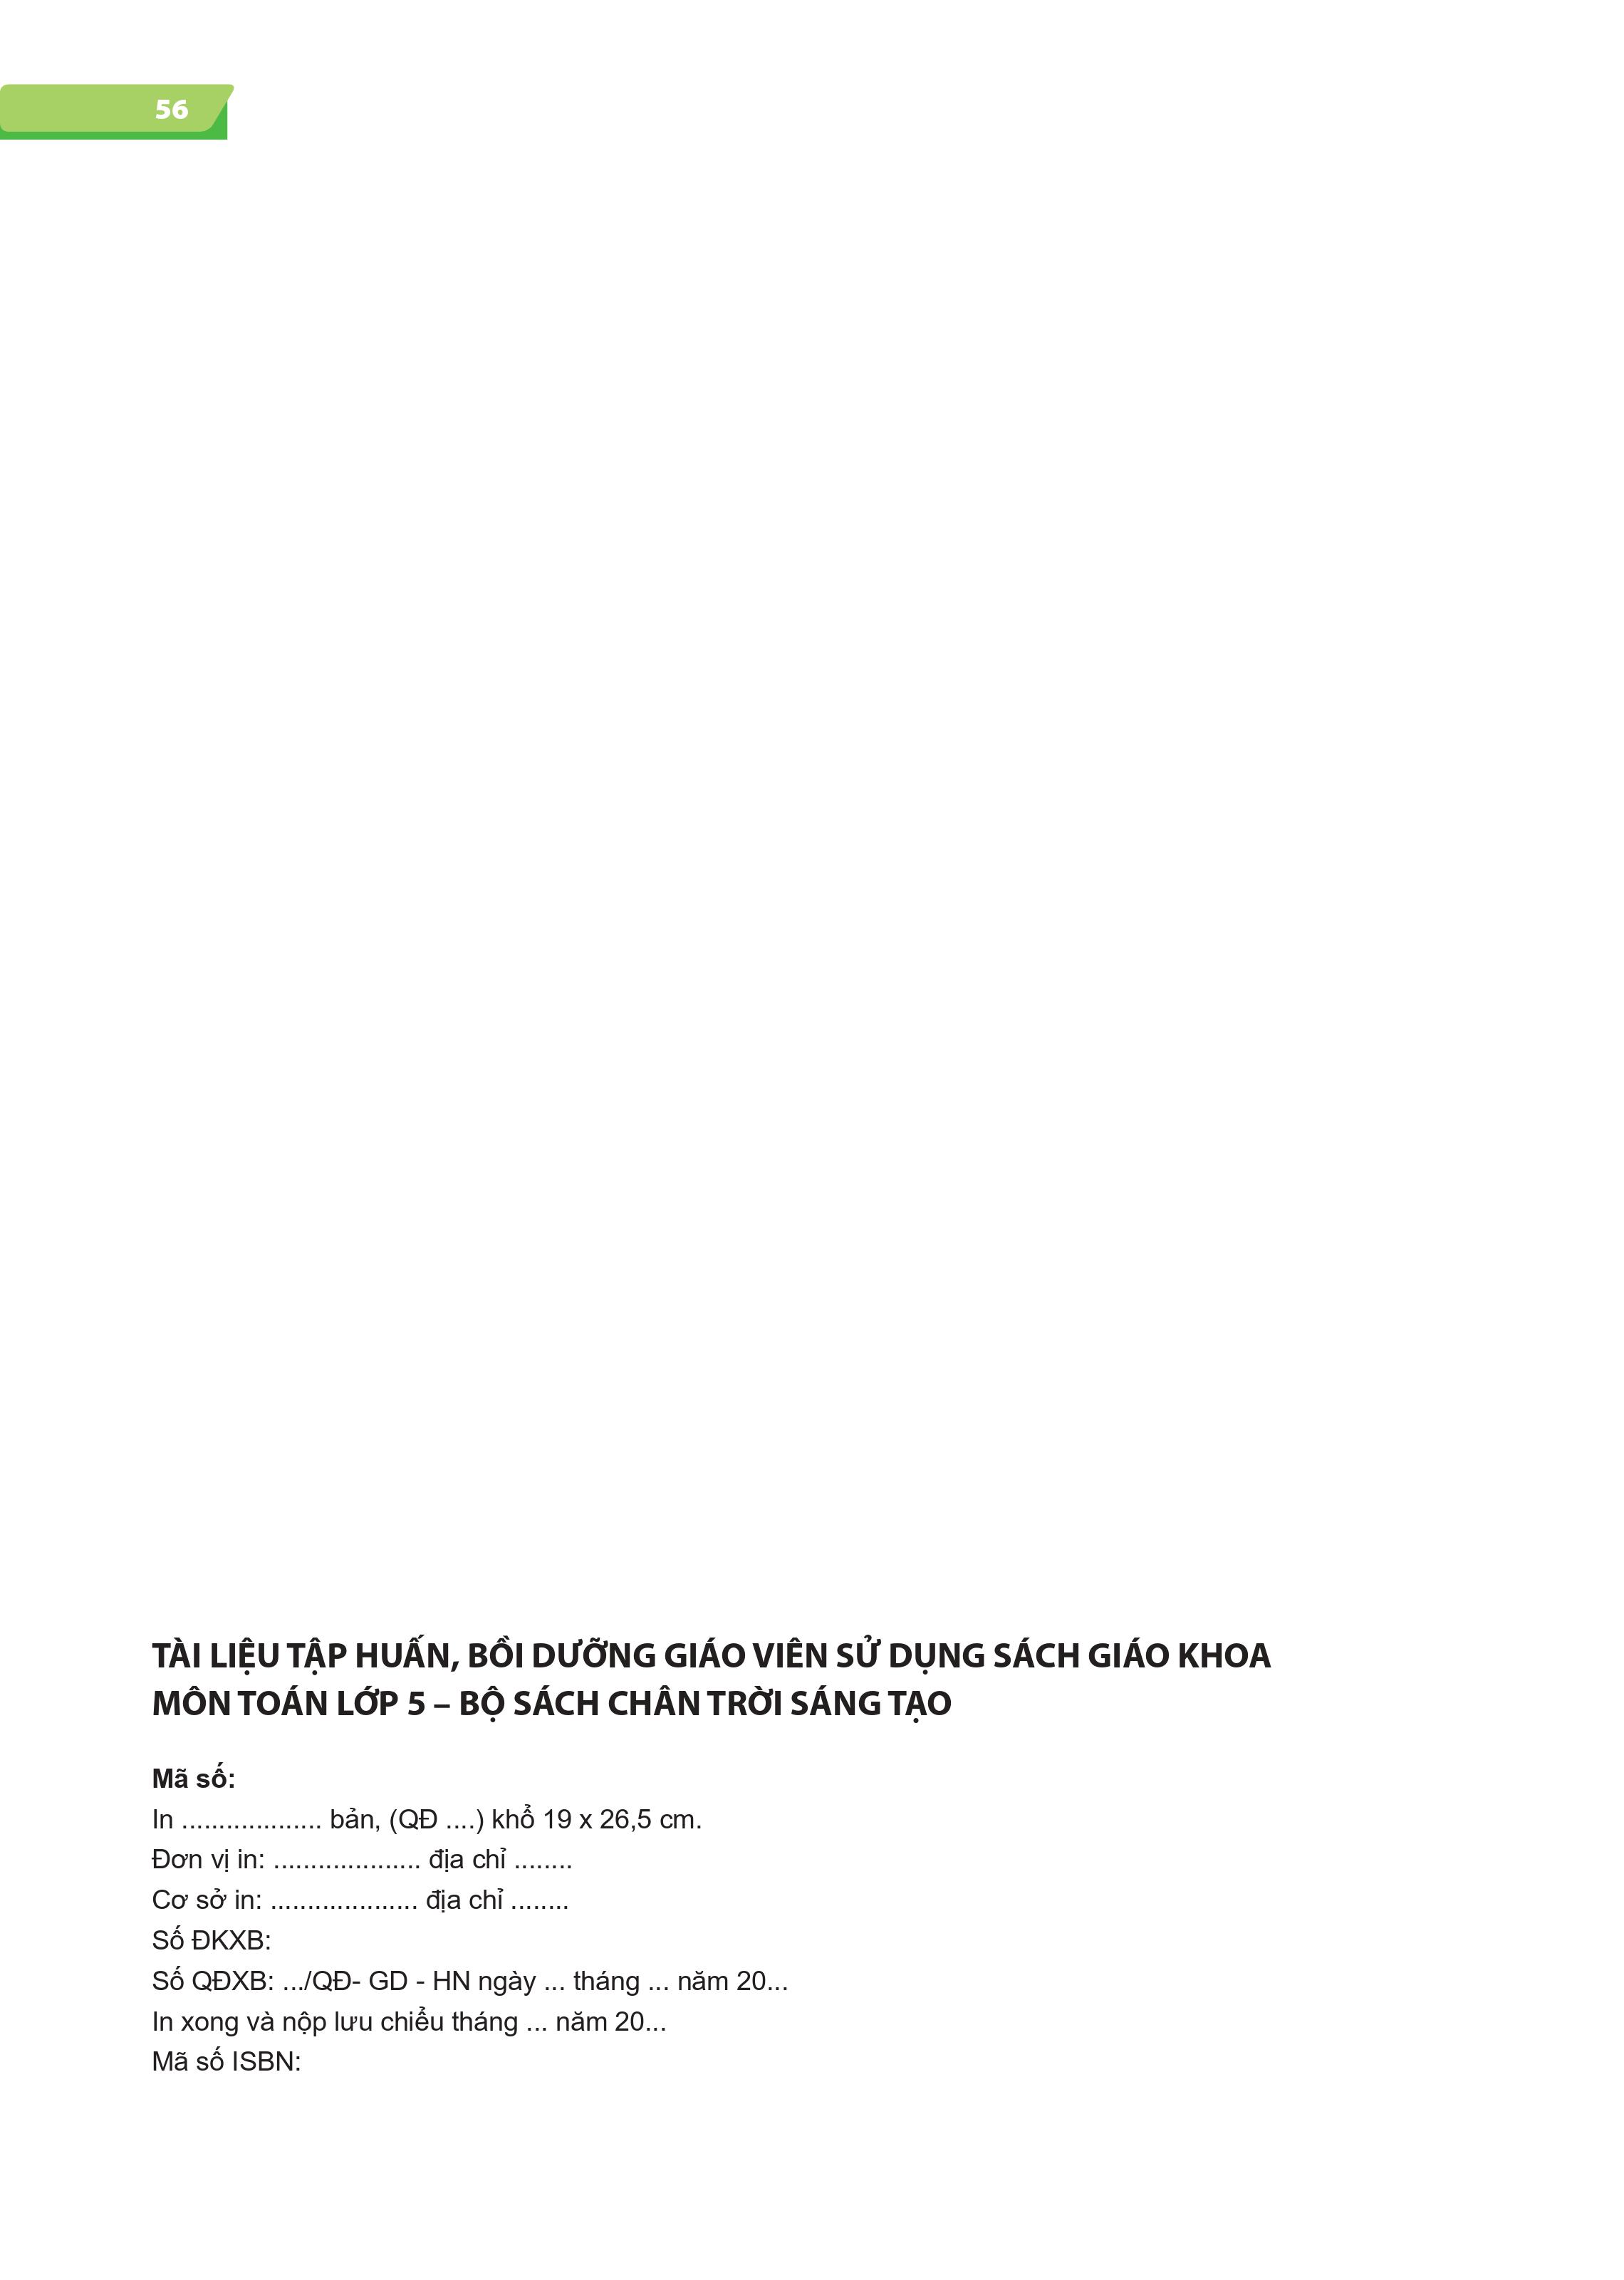 56
TÀI LIỆU TẬP HUẤN, BỒI DƯỠNG GIÁO VIÊN SỬ DỤNG SÁCH GIÁO KHOA
MÔN TOÁN LỚP 5 – BỘ SÁCH CHÂN TRỜI SÁNG TẠO
Mã số:
In ................... bản, (QĐ ....) khổ 19 x 26,5 cm.
Đơn vị in: .................... địa chỉ ........
Cơ sở in: .................... địa chỉ ........
Số ĐKXB:
Số QĐXB: .../QĐ- GD - HN ngày ... tháng ... năm 20...
In xong và nộp lưu chiểu tháng ... năm 20...
Mã số ISBN: